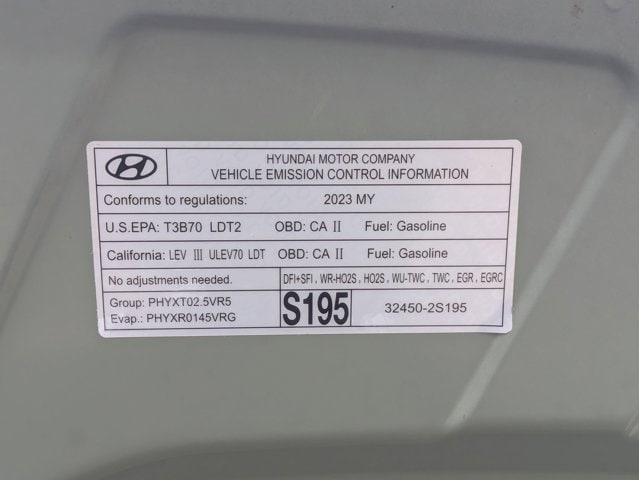 HYUNDAI MOTOR COMPANY
VEHICLE EMISSION CONTROL INFORMATION
Conforms to regulations: 2023 MY
U.S.EPA: T3B70 LDT2 OBD: CA II Fuel: Gasoline
California: LEV III ULEV70 LDT OBD: CA II Fuel: Gasoline
No adjustments needed. DFI+SFI, WR-HO2S, HO2S, WU-TWC, TWC, EGR, EGRC
Group: PHYXT02.5VR5
Evap.: PHYXR0145VRG
S195
32450-2S195